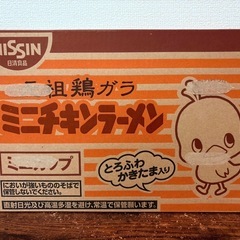 NISSIN
日清食品
元祖鶏ガラ
ミニチキンラーメン
ミニカップ
とろふわ
かきたま入り
においが強いもののそばで
保管しないでください。
直射日光及び高温多湿を避け、常温で保管願います。